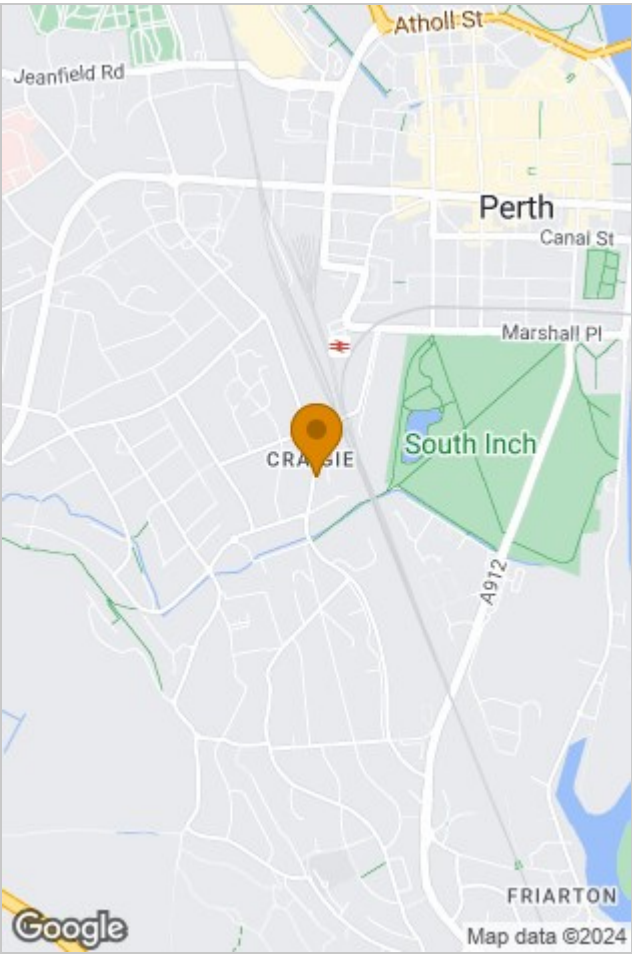 Atholl St
Jeanfield Rd
Perth
Canal St
Marshall Pl
South Inch
CRAIGIE
A912
FRIARTON
Google
Map data ©2024